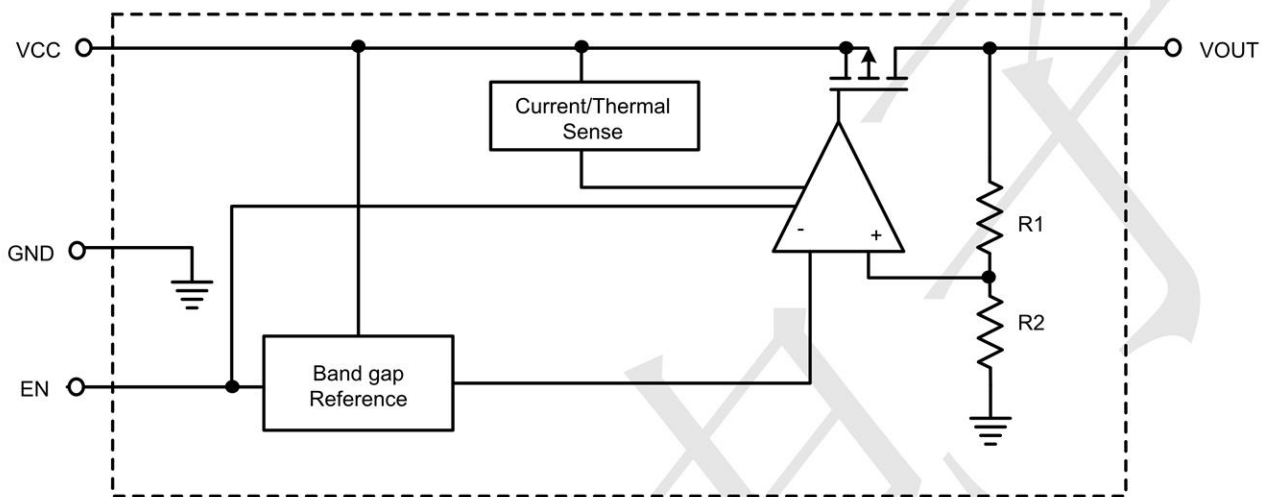 VCC
VOUT
Current/Thermal
Sense
-
+
R1
GND
R2
EN
Band gap
Reference